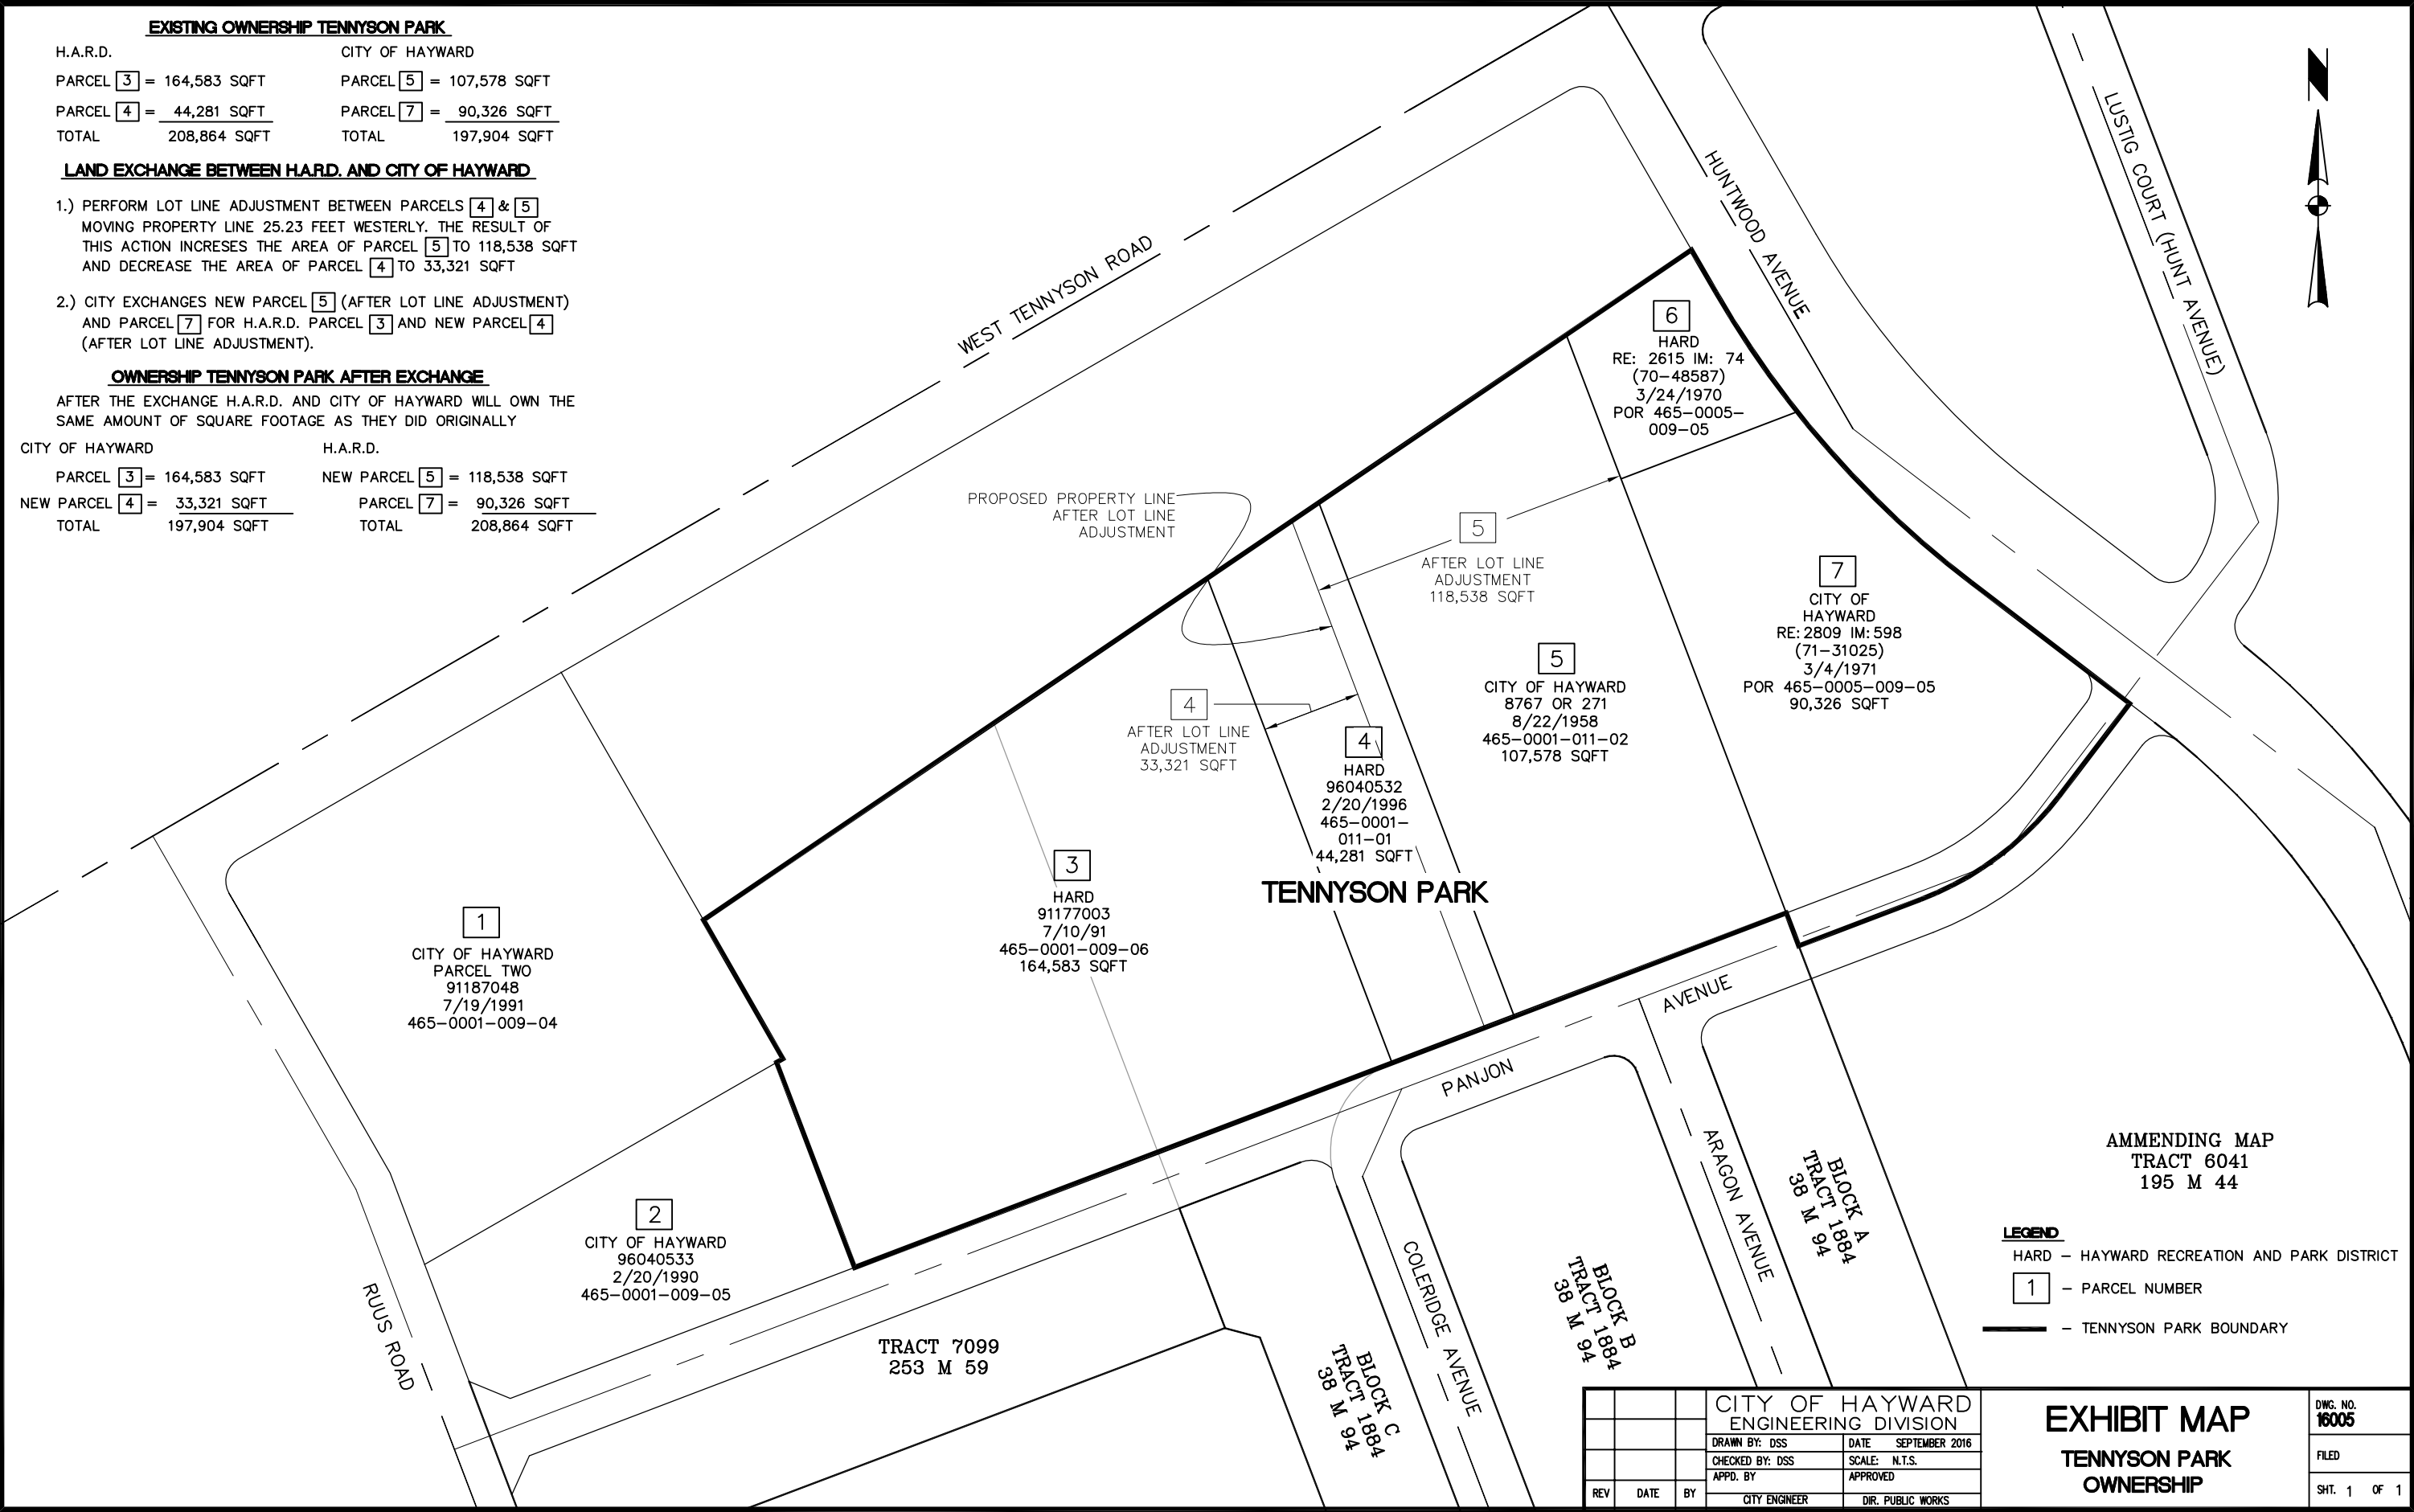 EXISTING OWNERSHIP TENNYSON PARK
H.A.R.D.
CITY OF HAYWARD
PARCEL 3 = 164,583 SQFT
PARCEL 5 = 107,578 SQFT
PARCEL 4 = 44,281 SQFT
PARCEL 7 = 90,326 SQFT
TOTAL 208,864 SQFT
TOTAL 197,904 SQFT
LAND EXCHANGE BETWEEN H.A.R.D. AND CITY OF HAYWARD
1.) PERFORM LOT LINE ADJUSTMENT BETWEEN PARCELS 4 & 5
MOVING PROPERTY LINE 25.23 FEET WESTERLY. THE RESULT OF
THIS ACTION INCRESES THE AREA OF PARCEL 5 TO 118,538 SQFT
AND DECREASE THE AREA OF PARCEL 4 TO 33,321 SQFT
2.) CITY EXCHANGES NEW PARCEL 5 (AFTER LOT LINE ADJUSTMENT)
AND PARCEL 7 FOR H.A.R.D. PARCEL 3 AND NEW PARCEL 4
(AFTER LOT LINE ADJUSTMENT).
OWNERSHIP TENNYSON PARK AFTER EXCHANGE
AFTER THE EXCHANGE H.A.R.D. AND CITY OF HAYWARD WILL OWN THE
SAME AMOUNT OF SQUARE FOOTAGE AS THEY DID ORIGINALLY
CITY OF HAYWARD
H.A.R.D.
PARCEL 3 = 164,583 SQFT
NEW PARCEL 5 = 118,538 SQFT
NEW PARCEL 4 = 33,321 SQFT
PARCEL 7 = 90,326 SQFT
TOTAL 197,904 SQFT
TOTAL 208,864 SQFT
N
WEST TENNYSON ROAD
HUNTWOOD AVENUE
LUSTIG COURT (HUNT AVENUE)
6
HARD
RE: 2615 IM: 74
(70-48587)
3/24/1970
POR 465-0005-
009-05
PROPOSED PROPERTY LINE
AFTER LOT LINE
ADJUSTMENT
5
AFTER LOT LINE
ADJUSTMENT
118,538 SQFT
7
CITY OF
HAYWARD
RE:2809 IM:598
(71-31025)
3/4/1971
POR 465-0005-009-05
90,326 SQFT
5
CITY OF HAYWARD
8767 OR 271
8/22/1958
465-0001-011-02
107,578 SQFT
4
AFTER LOT LINE
ADJUSTMENT
33,321 SQFT
4
HARD
96040532
2/20/1996
465-0001-
011-01
44,281 SQFT
TENNYSON PARK
3
HARD
91177003
7/10/91
465-0001-009-06
164,583 SQFT
1
CITY OF HAYWARD
PARCEL TWO
91187048
7/19/1991
465-0001-009-04
2
CITY OF HAYWARD
96040533
2/20/1990
465-0001-009-05
RUUS ROAD
PANJON AVENUE
COLERIDGE AVENUE
ARAGON AVENUE
TRACT 7099
253 M 59
BLOCK C
TRACT 1884
38 M 94
BLOCK B
TRACT 1884
38 M 94
BLOCK A
TRACT 1884
38 M 94
AMMENDING MAP
TRACT 6041
195 M 44
LEGEND
HARD - HAYWARD RECREATION AND PARK DISTRICT
1 - PARCEL NUMBER
- TENNYSON PARK BOUNDARY
REV DATE BY
CITY OF HAYWARD
ENGINEERING DIVISION
DRAWN BY: DSS
DATE SEPTEMBER 2016
CHECKED BY: DSS
SCALE: N.T.S.
APPD. BY
APPROVED
CITY ENGINEER
DIR. PUBLIC WORKS
EXHIBIT MAP
TENNYSON PARK
OWNERSHIP
DWG. NO.
16005
FILED
SHT. 1 OF 1